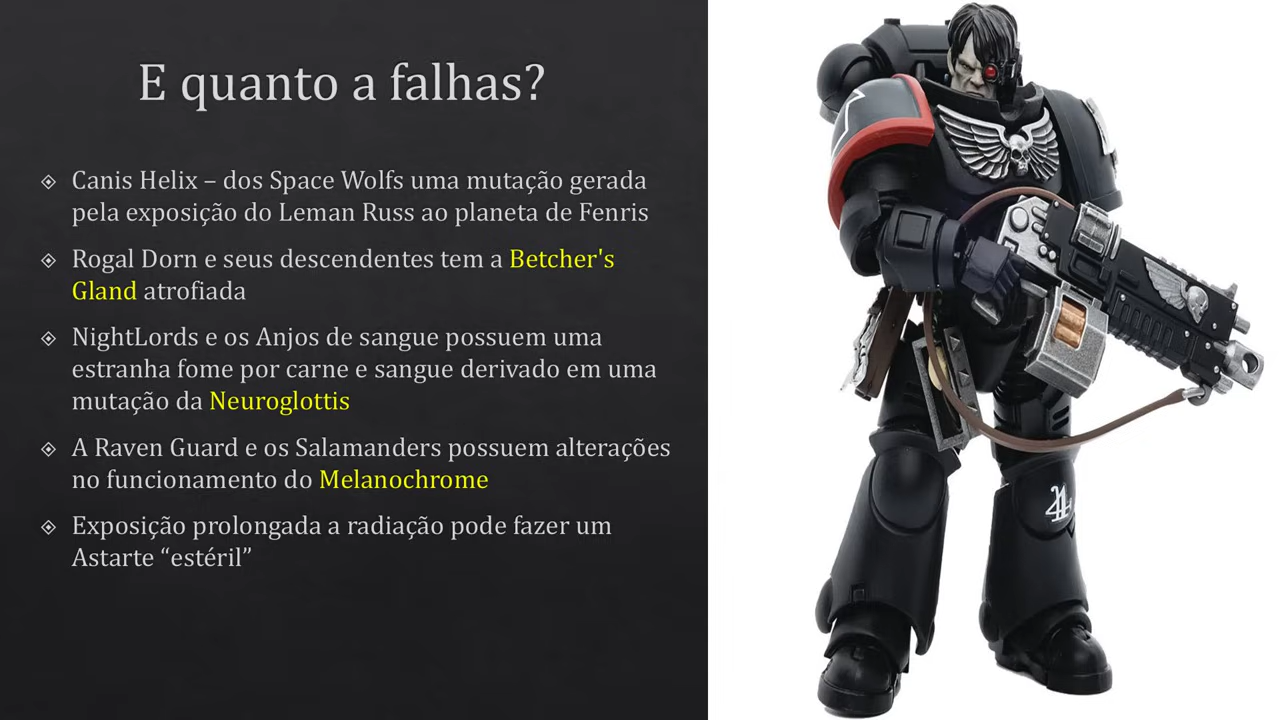 E quanto a falhas?
Canis Helix – dos Space Wolfs uma mutação gerada
pela exposição do Leman Russ ao planeta de Fenris
Rogal Dorn e seus descendentes tem a Betcher's
Gland atrofiada
NightLords e os Anjos de sangue possuem uma
estranha fome por carne e sangue derivado em uma
mutação da Neuroglottis
A Raven Guard e os Salamanders possuem alterações
no funcionamento do Melanochrome
Exposição prolongada a radiação pode fazer um
Astarte “estéril”